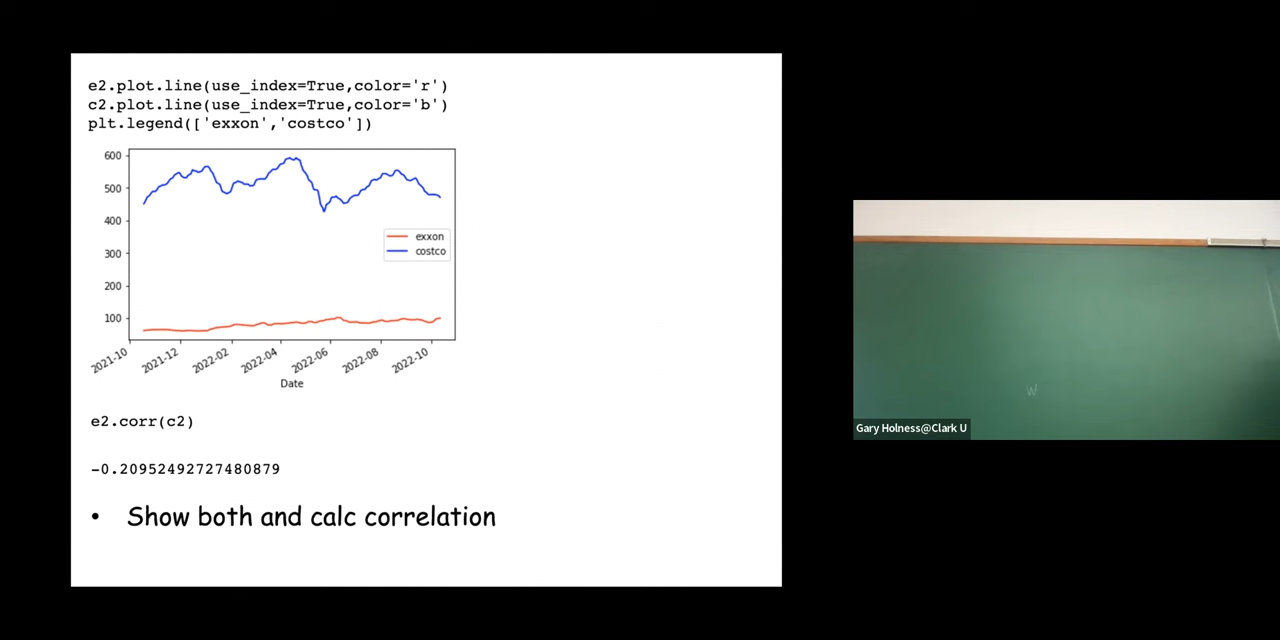 e2.plot.line(use_index=True,color='r')
c2.plot.line(use_index=True,color='b')
plt.legend(['exxon','costco'])
600
500
400
300
200
100
exxon
costco
2021-10
2021-12
2022-02
2022-04
2022-06
2022-08
2022-10
Date
e2.corr(c2)
-0.20952492727480879
• Show both and calc correlation
W
Gary Holness@Clark U